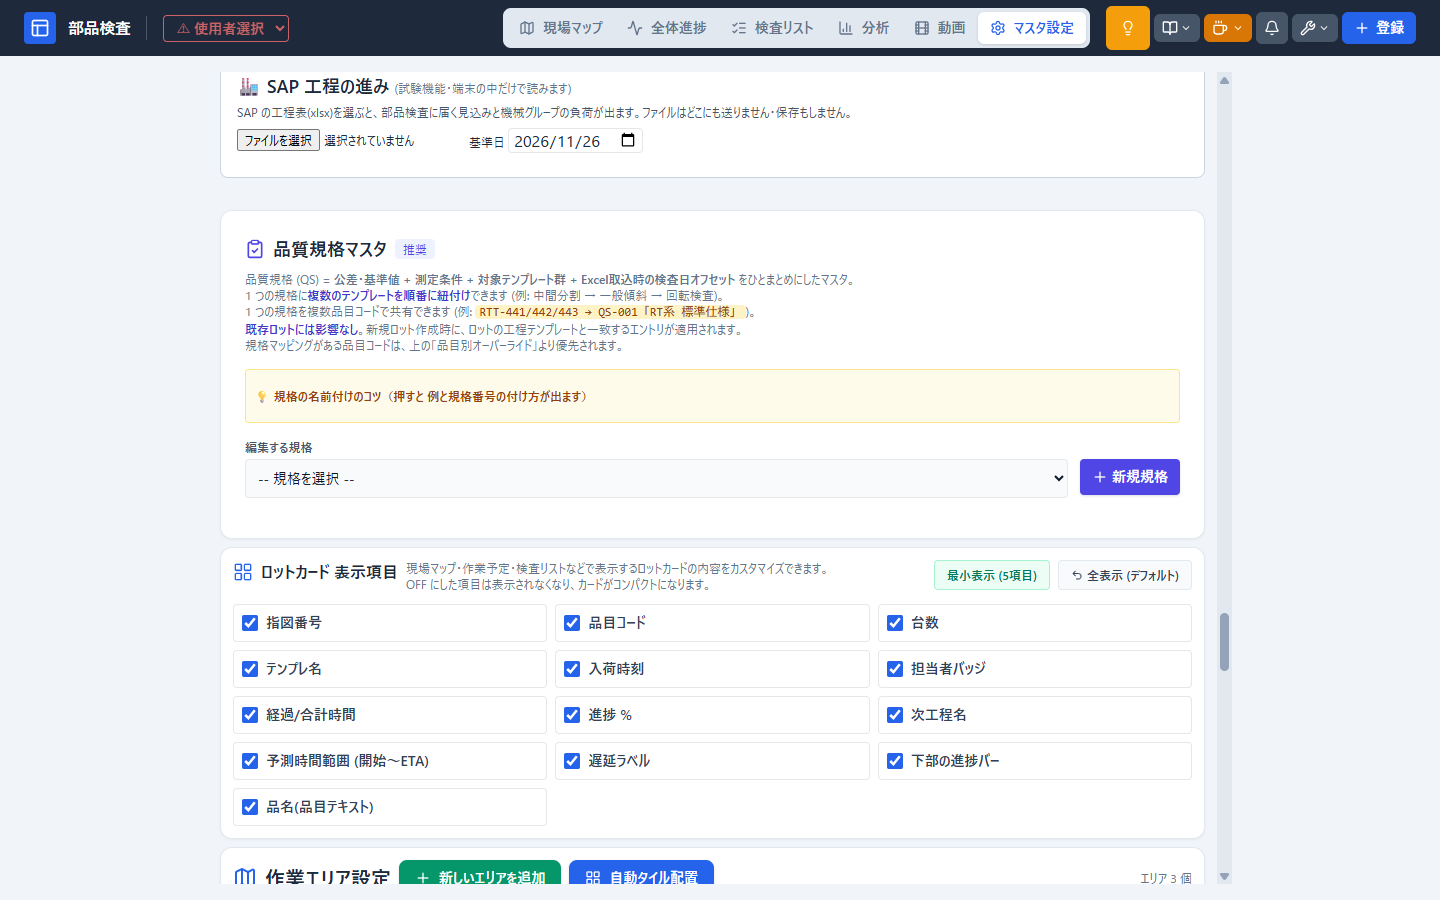 部品検査
⚠ 使用者選択
現場マップ
全体進捗
検査リスト
分析
動画
マスタ設定
登録
SAP 工程の進み (試験機能・端末の中だけで読みます)
SAP の工程表(xlsx)を選ぶと、部品検査に届く見込みと機械グループの負荷が出ます。ファイルはどこにも送りません・保存もしません。
ファイルを選択 選択されていません
基準日 2026/11/26
品質規格マスタ 推奨
品質規格 (QS) = 公差・基準値 + 測定条件 + 対象テンプレート群 + Excel取込時の検査日オフセット をひとまとめにしたマスタ。
1 つの規格に複数のテンプレートを順番に紐付けできます (例: 中間分割 → 一般傾斜 → 回転検査)。
1 つの規格を複数品目コードで共有できます (例: RTT-441/442/443 → QS-001「RT系 標準仕様」 )。
既存ロットには影響なし。新規ロット作成時に、ロットの工程テンプレートと一致するエントリが適用されます。
規格マッピングがある品目コードは、上の「品目別オーバーライド」より優先されます。
💡 規格の名前付けのコツ（押すと 例と規格番号の付け方が出ます）
編集する規格
-- 規格を選択 --
新規規格
ロットカード 表示項目
現場マップ・作業予定・検査リストなどで表示するロットカードの内容をカスタマイズできます。
OFF にした項目は表示されなくなり、カードがコンパクトになります。
最小表示 (5項目)
全表示 (デフォルト)
指図番号
品目コード
台数
テンプレ名
入荷時刻
担当者バッジ
経過/合計時間
進捗 %
次工程名
予測時間範囲 (開始～ETA)
遅延ラベル
下部の進捗バー
品名(品目テキスト)
作業エリア設定
新しいエリアを追加
自動タイル配置
エリア 3 個